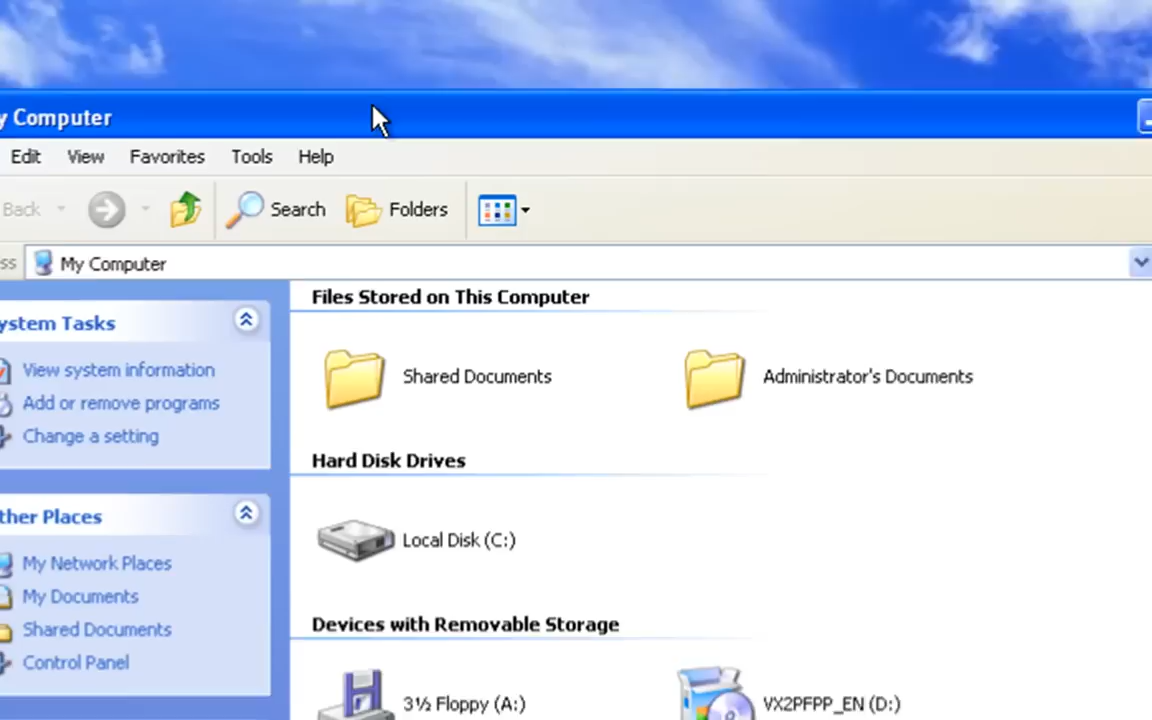 y Computer
Edit View Favorites Tools Help
Back Search Folders
ss My Computer
Files Stored on This Computer
ystem Tasks
View system information
Shared Documents Administrator's Documents
Add or remove programs
Change a setting
Hard Disk Drives
ther Places
Local Disk (C:)
My Network Places
My Documents
Devices with Removable Storage
Shared Documents
Control Panel
3½ Floppy (A:) VX2PFPP_EN (D:)